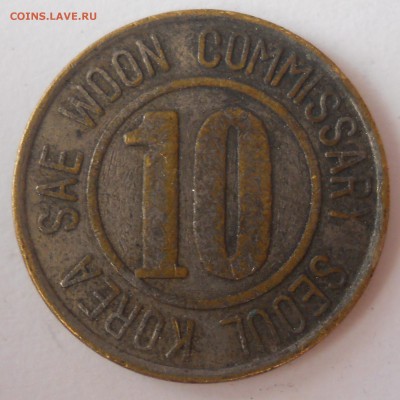 COINS.LAVE.RU
SAE WOON COMMISSARY
10
SEOUL KOREA